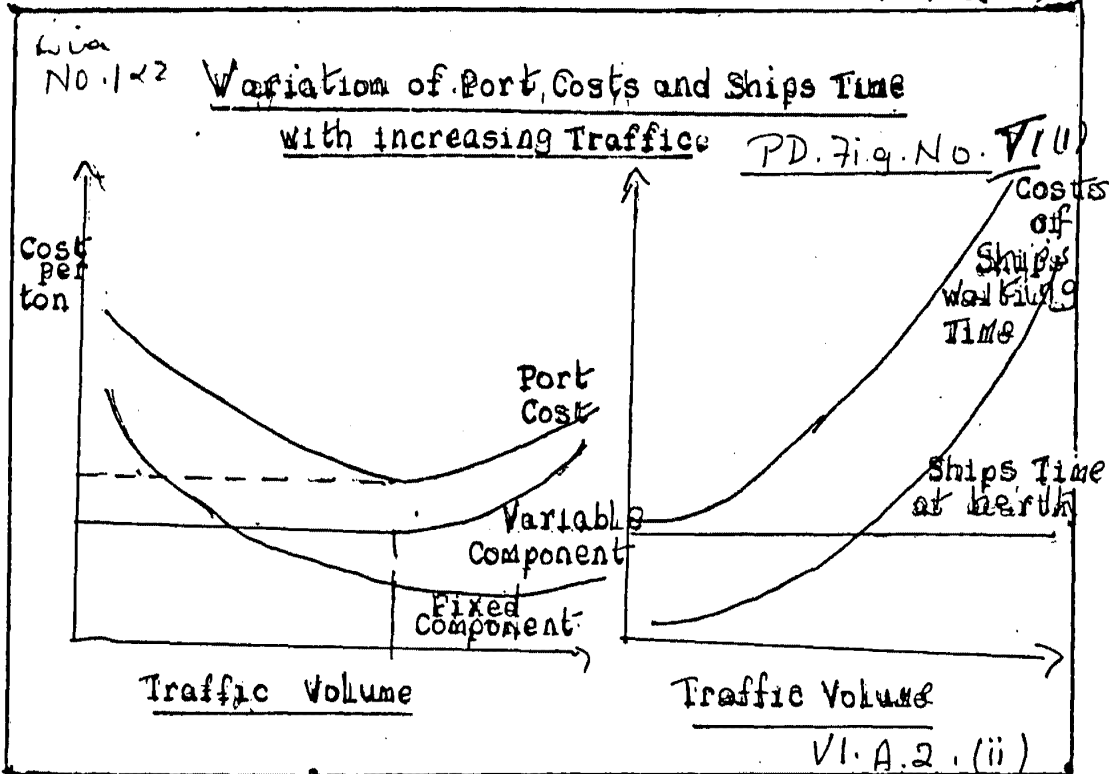 No. 122
Variation of Port, Costs and Ships Time
with increasing Traffic
PD. Fig. No. VI(1)
Cost
per
ton
Port
Cost
Variable
Component
Fixed
Component
Traffic Volume
Costs
of
Ships
waiting
Time
Ships Time
at berth
Traffic Volume
VI. A.2. (ii)